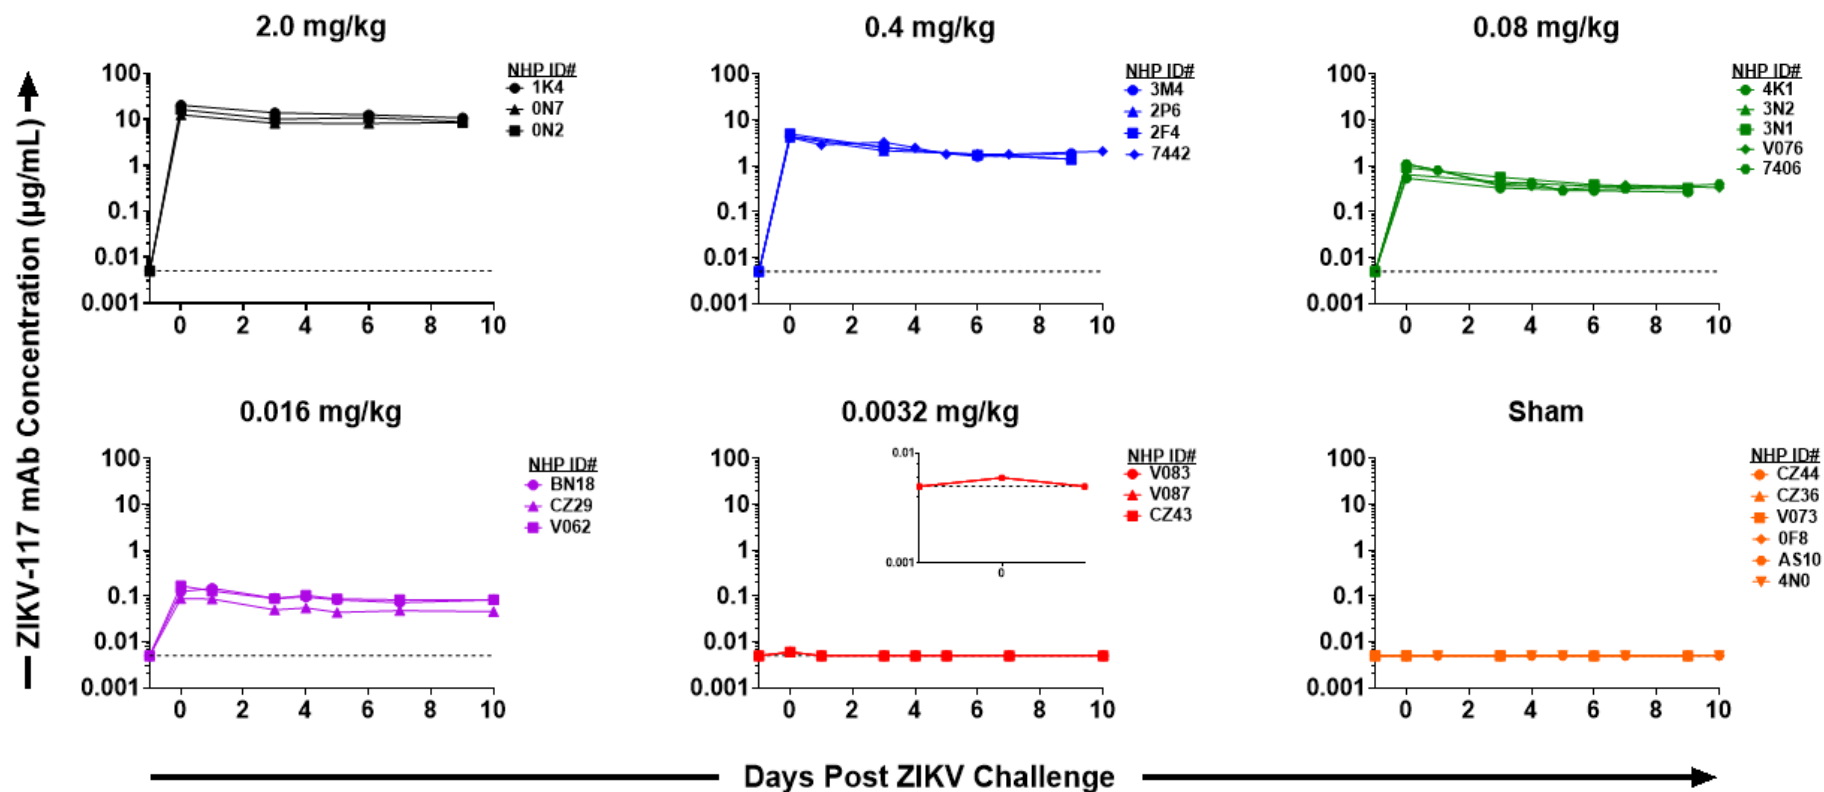 2.0 mg/kg
0.4 mg/kg
0.08 mg/kg
100
10
1
0.1
0.01
0.001
0 2 4 6 8 10
NHP ID#
1K4
0N7
0N2
100
10
1
0.1
0.01
0.001
0 2 4 6 8 10
NHP ID#
3M4
2P6
2F4
7442
100
10
1
0.1
0.01
0.001
0 2 4 6 8 10
NHP ID#
4K1
3N2
3N1
V076
7406
ZIKV-117 mAb Concentration (µg/mL)
0.016 mg/kg
0.0032 mg/kg
Sham
100
10
1
0.1
0.01
0.001
0 2 4 6 8 10
NHP ID#
BN18
CZ29
V062
100
10
1
0.1
0.01
0.001
0 2 4 6 8 10
0.01
0.001
0
NHP ID#
V083
V087
CZ43
100
10
1
0.1
0.01
0.001
0 2 4 6 8 10
NHP ID#
CZ44
CZ36
V073
0F8
AS10
4N0
Days Post ZIKV Challenge